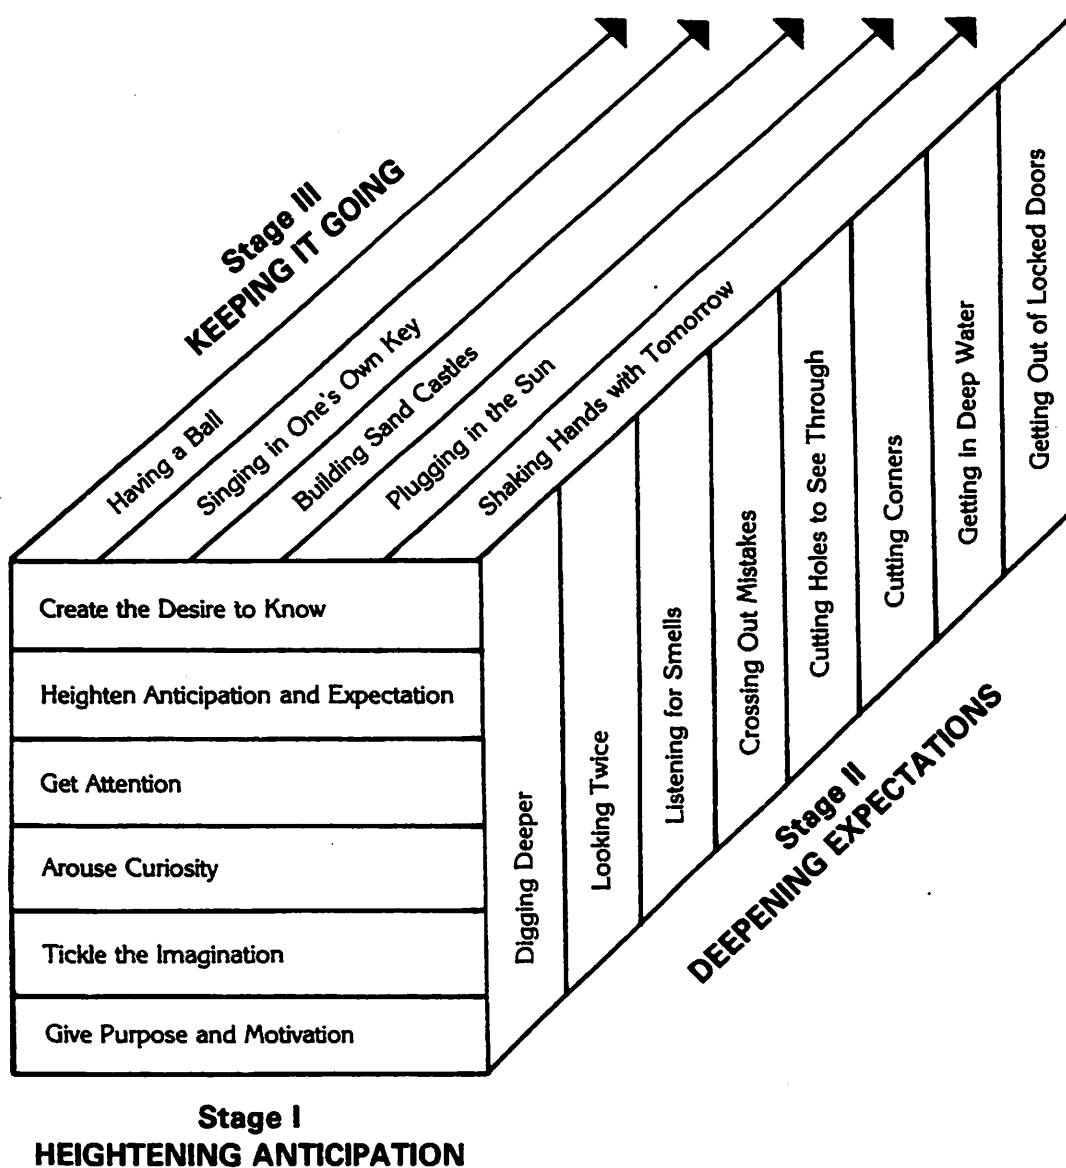 Stage III
KEEPING IT GOING
Having a Ball
Singing in One's Own Key
Building Sand Castles
Plugging in the Sun
Shaking Hands with Tomorrow
Create the Desire to Know
Heighten Anticipation and Expectation
Get Attention
Arouse Curiosity
Tickle the Imagination
Give Purpose and Motivation
Stage I
HEIGHTENING ANTICIPATION
Digging Deeper
Looking Twice
Listening for Smells
Crossing Out Mistakes
Cutting Holes to See Through
Cutting Corners
Getting in Deep Water
Getting Out of Locked Doors
Stage II
DEEPENING EXPECTATIONS